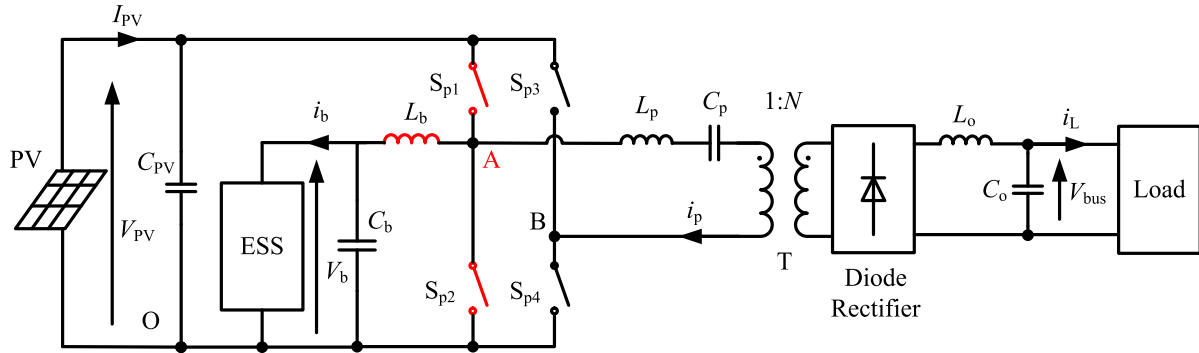 I_PV
S_p1
S_p3
L_b
i_b
L_p
C_p
1:N
L_o
i_L
PV
C_PV
A
V_PV
ESS
C_b
V_b
B
i_p
T
C_o
V_bus
Load
S_p2
S_p4
O
Diode
Rectifier